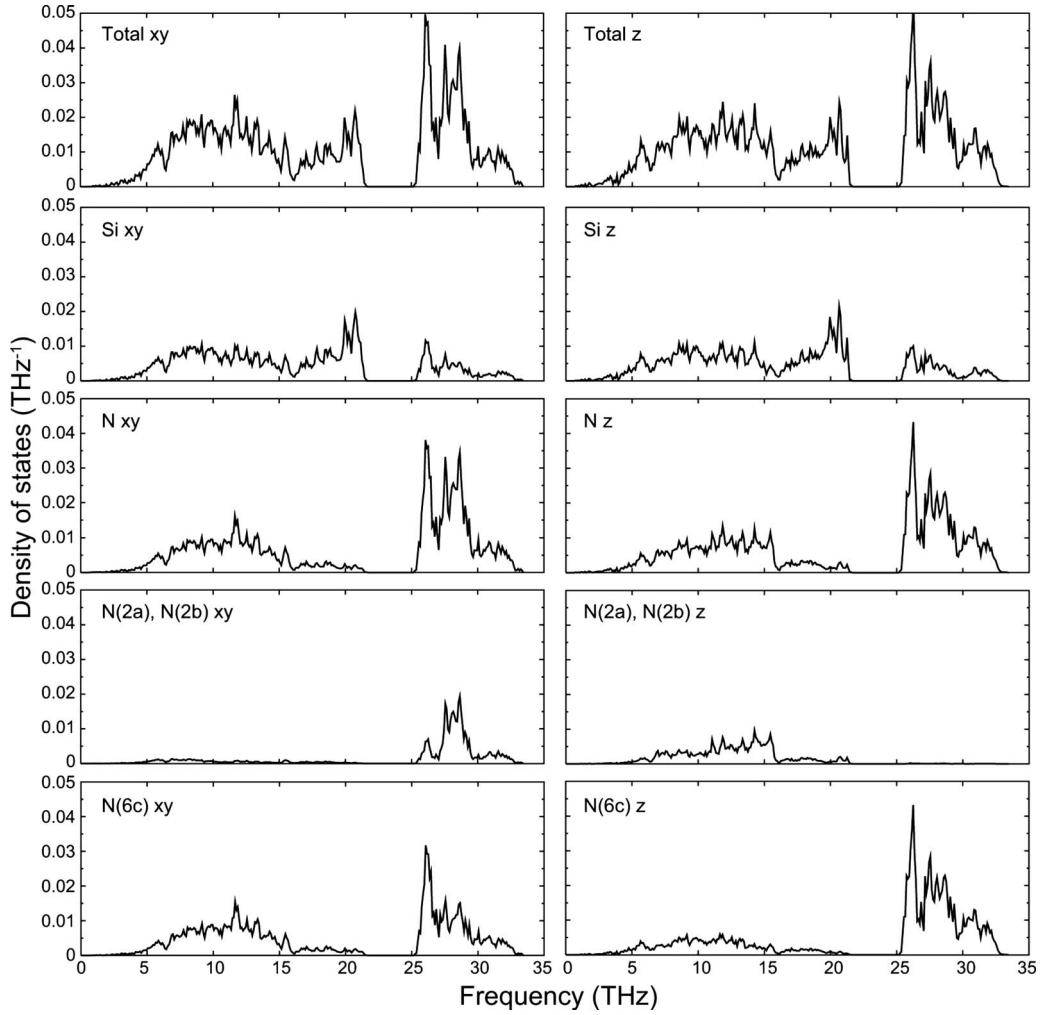 0.05
0.04
0.03
0.02
0.01
0
Total xy
Total z
0.05
0.04
0.03
0.02
0.01
0
Si xy
Si z
0.05
0.04
0.03
0.02
0.01
0
N xy
N z
0.05
0.04
0.03
0.02
0.01
0
N(2a), N(2b) xy
N(2a), N(2b) z
0.05
0.04
0.03
0.02
0.01
0
N(6c) xy
N(6c) z
Density of states (THz-1)
0 5 10 15 20 25 30 35
0 5 10 15 20 25 30 35
Frequency (THz)